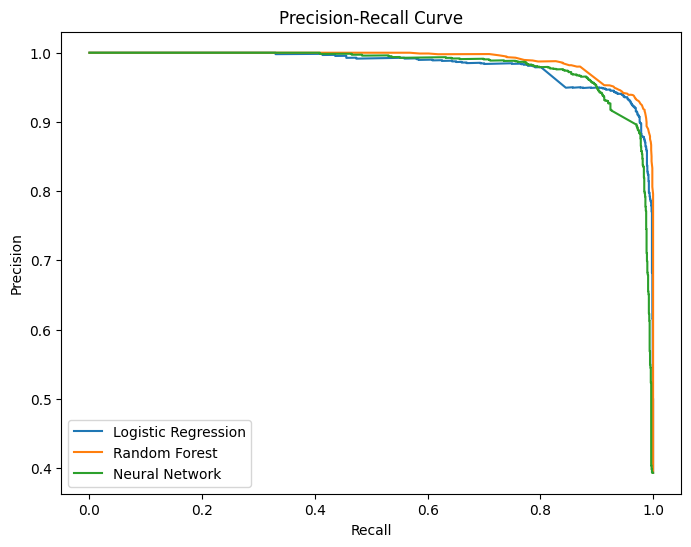 Precision-Recall Curve
1.0
0.9
0.8
0.7
0.6
0.5
0.4
Precision
Logistic Regression
Random Forest
Neural Network
0.0 0.2 0.4 0.6 0.8 1.0
Recall